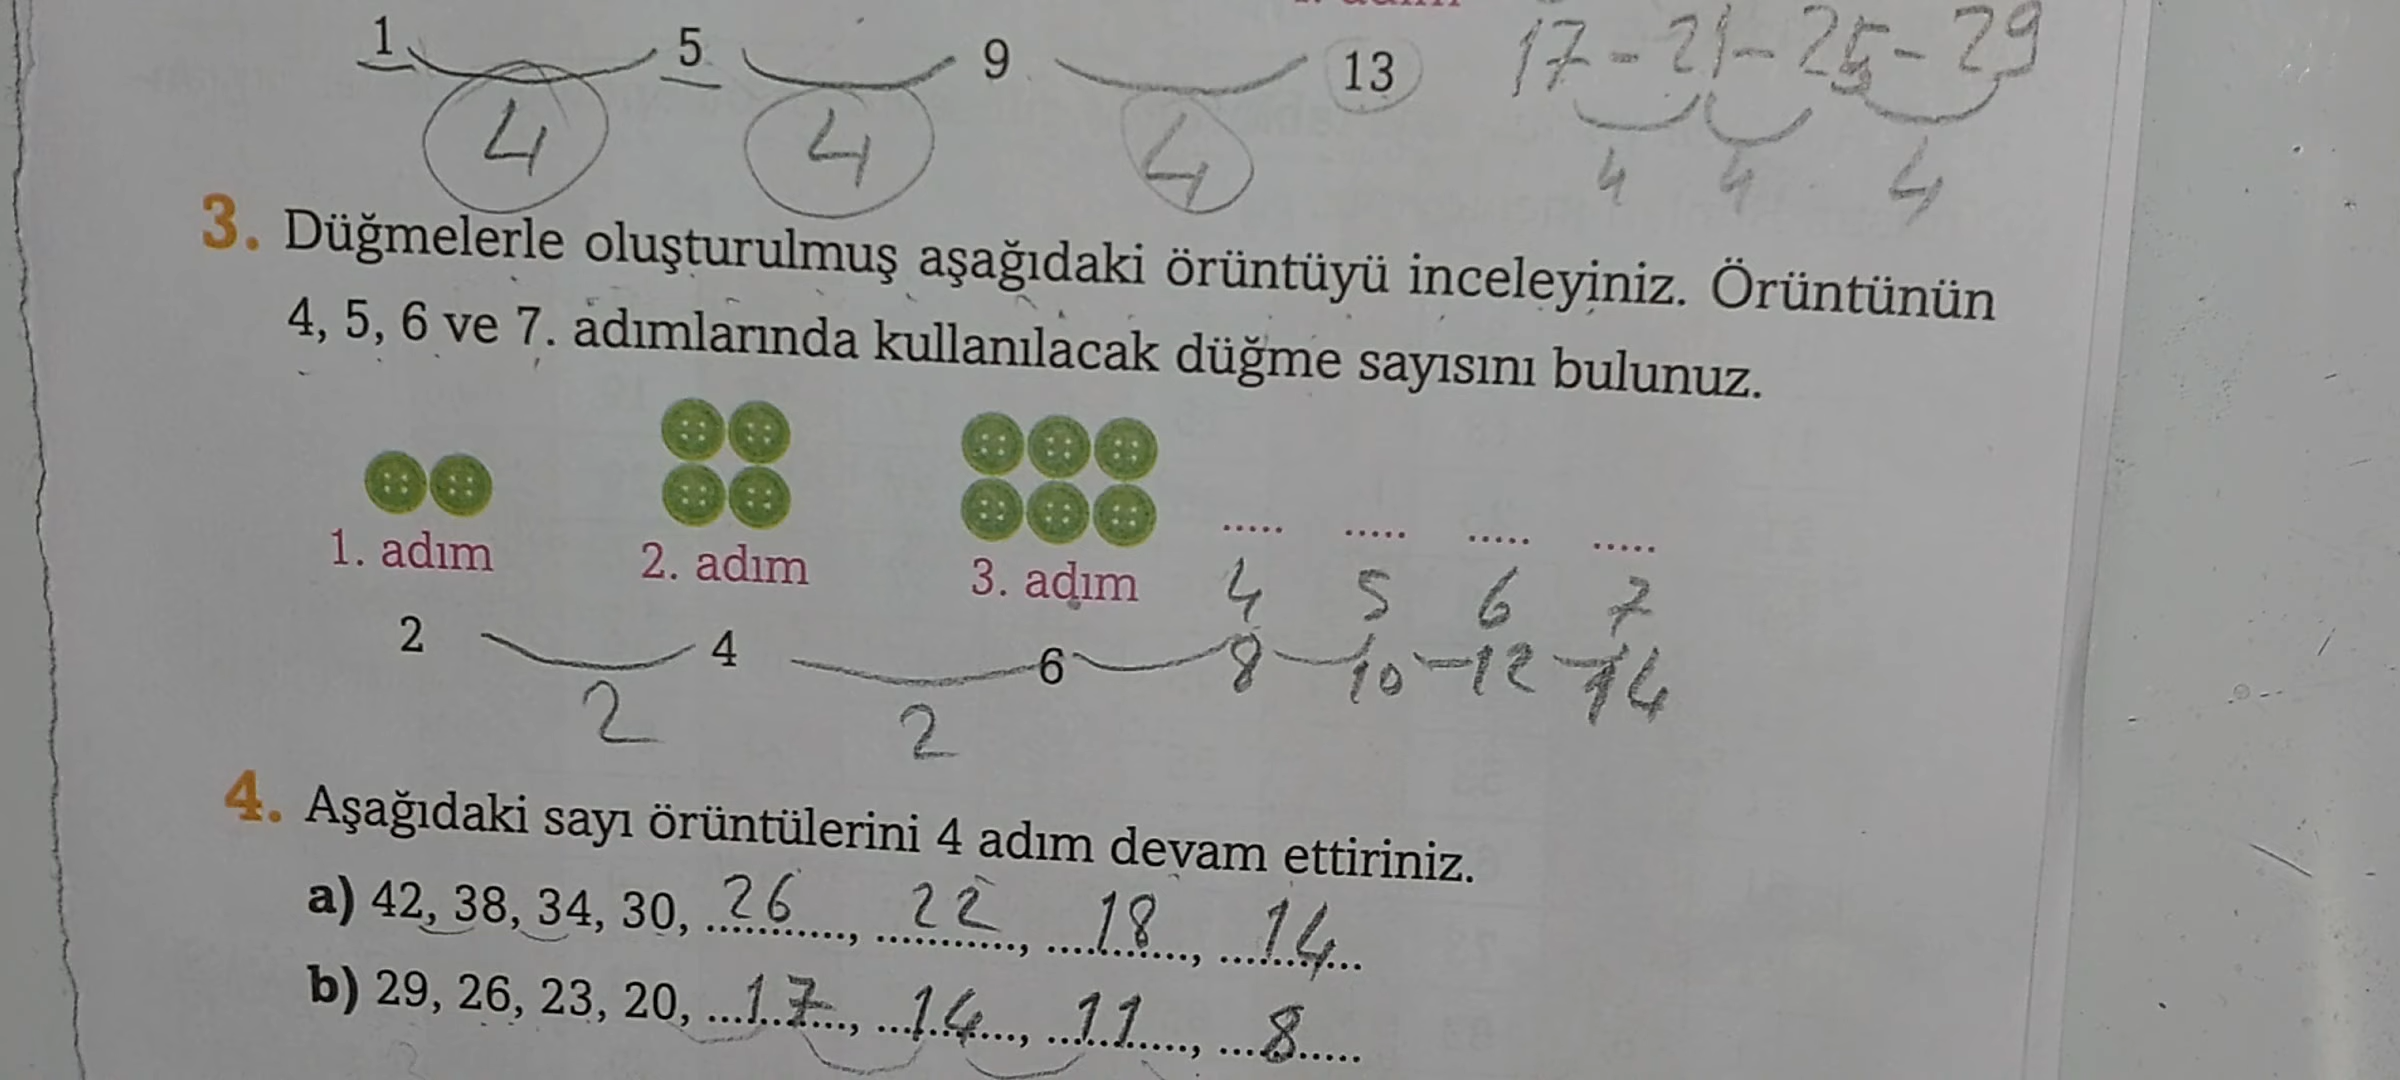 1 5 9 13 17-21-25-29
4 4 4 4 4 4
3. Düğmelerle oluşturulmuş aşağıdaki örüntüyü inceleyiniz. Örüntünün
4, 5, 6 ve 7. adımlarında kullanılacak düğme sayısını bulunuz.
..... ..... ..... .....
1. adım 2. adım 3. adım 4 5 6 7
2 4 6 8 - 10 - 12 - 14
2 2
4. Aşağıdaki sayı örüntülerini 4 adım devam ettiriniz.
a) 42, 38, 34, 30, 26, 22, 18, 14
b) 29, 26, 23, 20, 17, 14, 11, 8